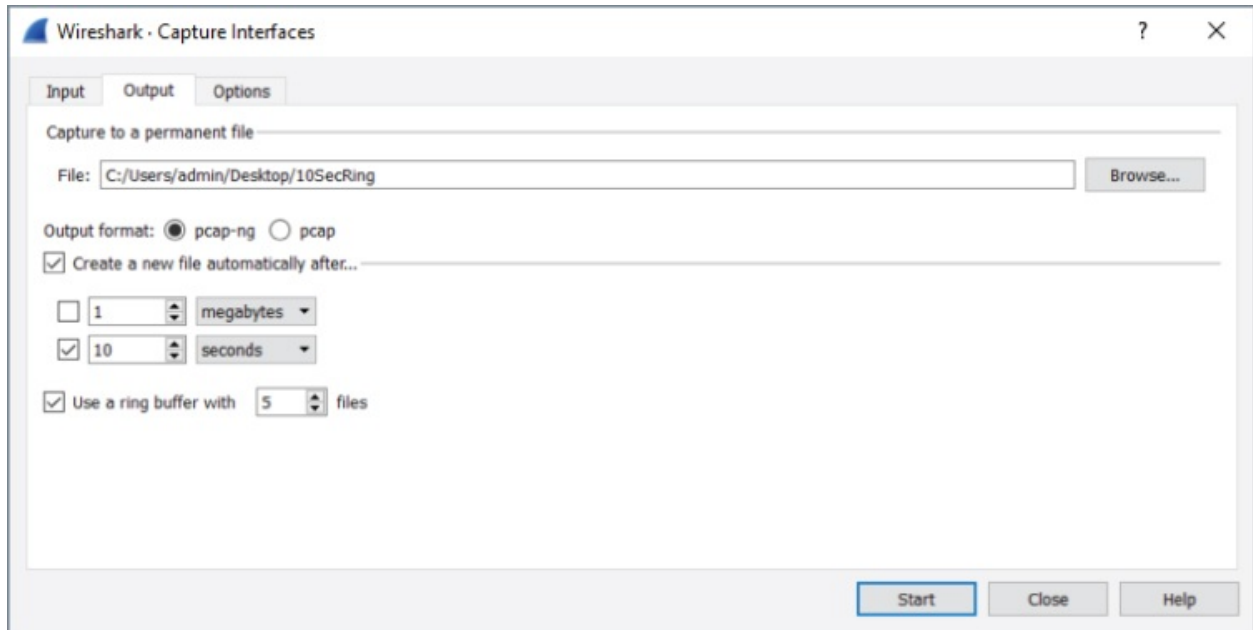 Wireshark · Capture Interfaces
?
Input Output Options
Capture to a permanent file
File: C:/Users/admin/Desktop/10SecRing Browse...
Output format: pcap-ng pcap
Create a new file automatically after...
1 megabytes
10 seconds
Use a ring buffer with 5 files
Start Close Help